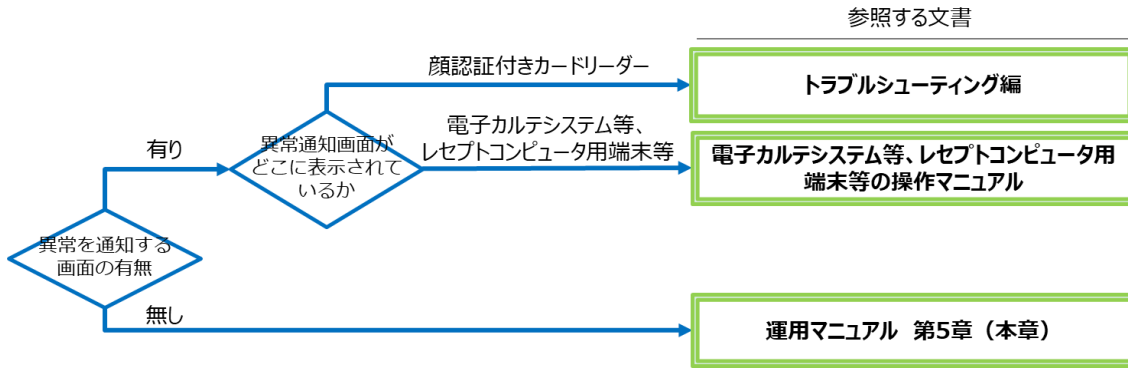 参照する文書
顔認証付きカードリーダー
トラブルシューティング編
有り
異常通知画面が
どこに表示されて
いるか
電子カルテシステム等、
レセプトコンピュータ用端末等
電子カルテシステム等、レセプトコンピュータ用
端末等の操作マニュアル
異常を通知する
画面の有無
無し
運用マニュアル 第5章（本章）